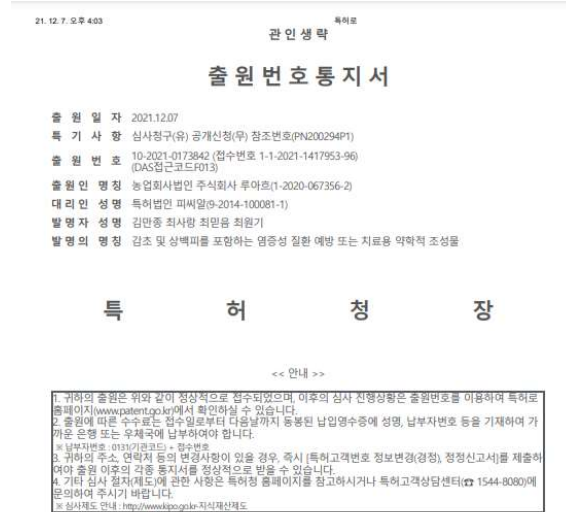 21. 12. 7. 오후 4:03 특허로
관 인 생 략
출 원 번 호 통 지 서
출 원 일 자 2021.12.07
특 기 사 항 심사청구(유) 공개신청(무) 참조번호(PN200294P1)
출 원 번 호 10-2021-0173842 (접수번호 1-1-2021-1417953-96)
(DAS접근코드F013)
출원인 명칭 농업회사법인 주식회사 루아흐(1-2020-067356-2)
대리인 성명 특허법인 피씨알(9-2014-100081-1)
발명자 성명 김만종 최사랑 최믿음 최원기
발명의 명칭 감초 및 상백피를 포함하는 염증성 질환 예방 또는 치료용 약학적 조성물
특 허 청 장
<< 안내 >>
1. 귀하의 출원은 위와 같이 정상적으로 접수되었으며, 이후의 심사 진행상황은 출원번호를 이용하여 특허로
홈페이지(www.patent.go.kr)에서 확인하실 수 있습니다.
2. 출원에 따른 수수료는 접수일로부터 다음날까지 동봉된 납입영수증에 성명, 납부자번호 등을 기재하여 가
까운 은행 또는 우체국에 납부하여야 합니다.
※ 납부자번호 : 0131(기관코드) + 접수번호
3. 귀하의 주소, 연락처 등의 변경사항이 있을 경우, 즉시 [특허고객번호 정보변경(경정), 정정신고서]를 제출하
여야 출원 이후의 각종 통지서를 정상적으로 받을 수 있습니다.
4. 기타 심사 절차(제도)에 관한 사항은 특허청 홈페이지를 참고하시거나 특허고객상담센터(☎ 1544-8080)에
문의하여 주시기 바랍니다.
※ 심사제도 안내 : http://www.kipo.go.kr-지식재산제도